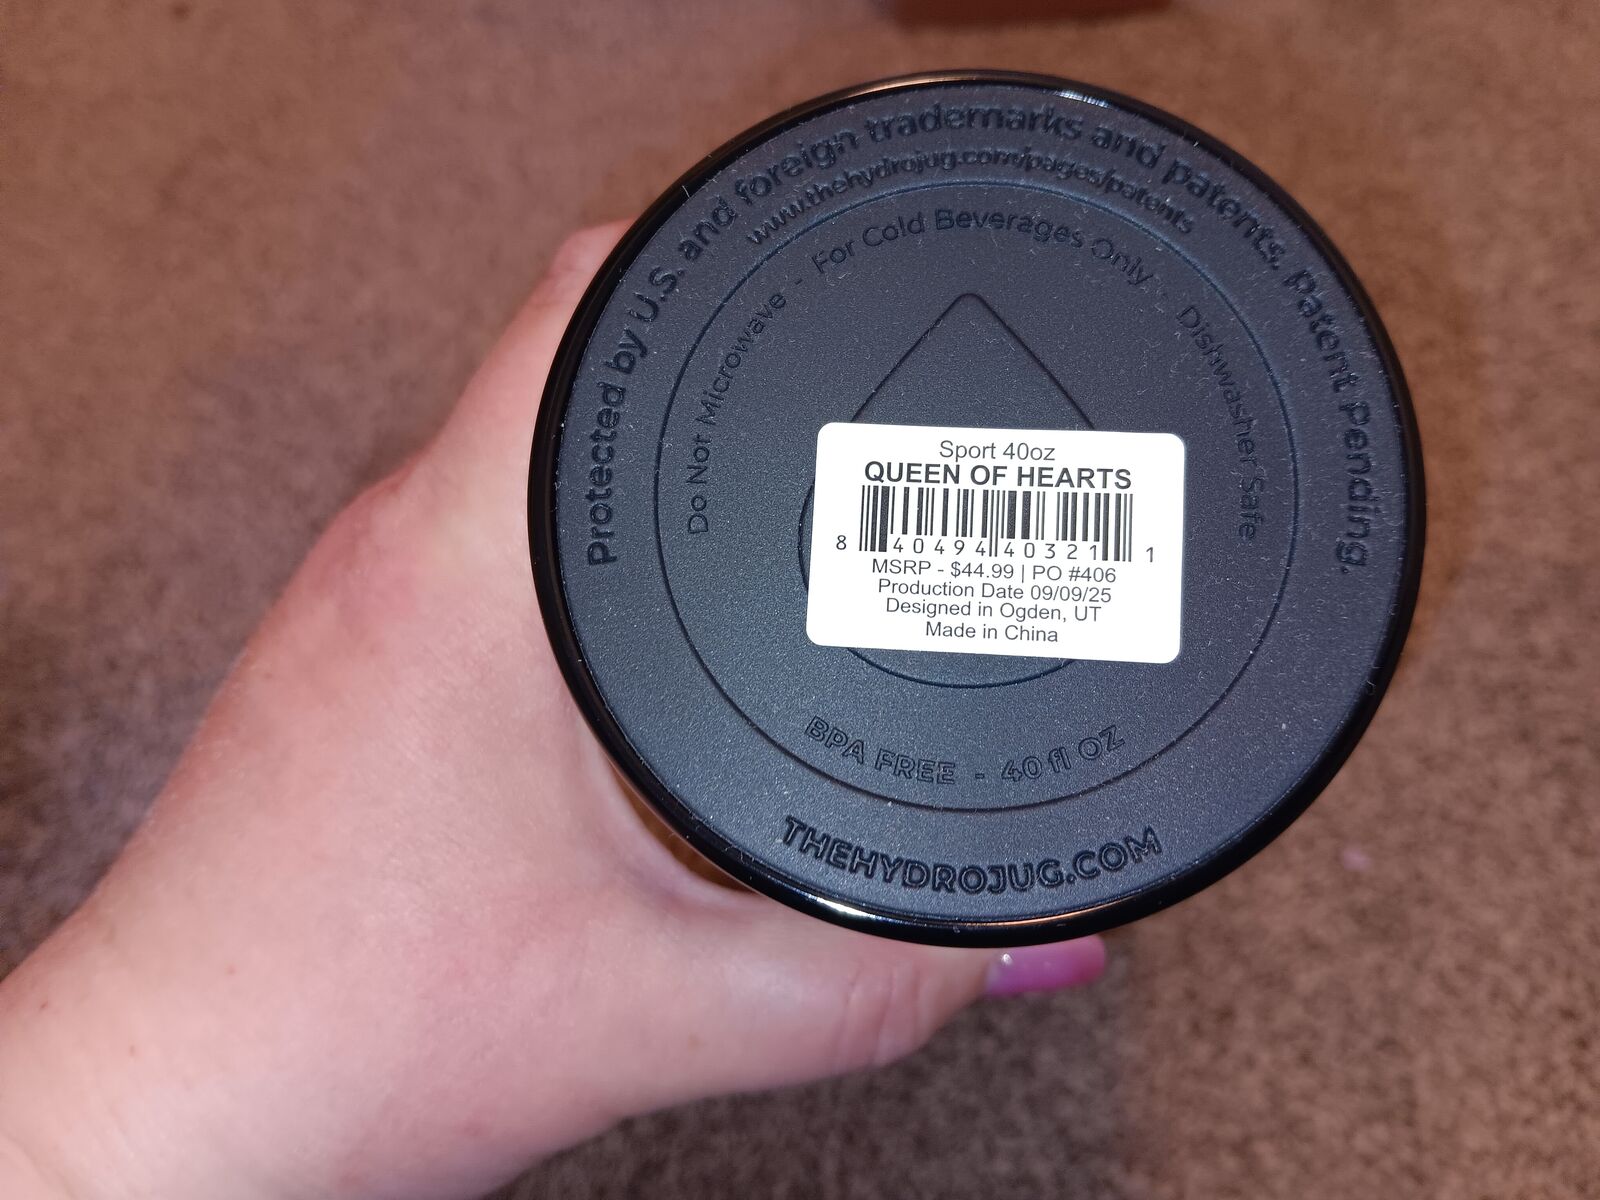 Protected by U.S. and foreign trademarks and patents, patent Pending.
www.thehydrojug.com/pages/patents
Do Not Microwave - For Cold Beverages Only - Dishwasher Safe
Sport 40oz
QUEEN OF HEARTS
8 40494 40321 1
MSRP - $44.99 | PO #406
Production Date 09/09/25
Designed in Ogden, UT
Made in China
BPA FREE - 40 fl OZ
THEHYDROJUG.COM